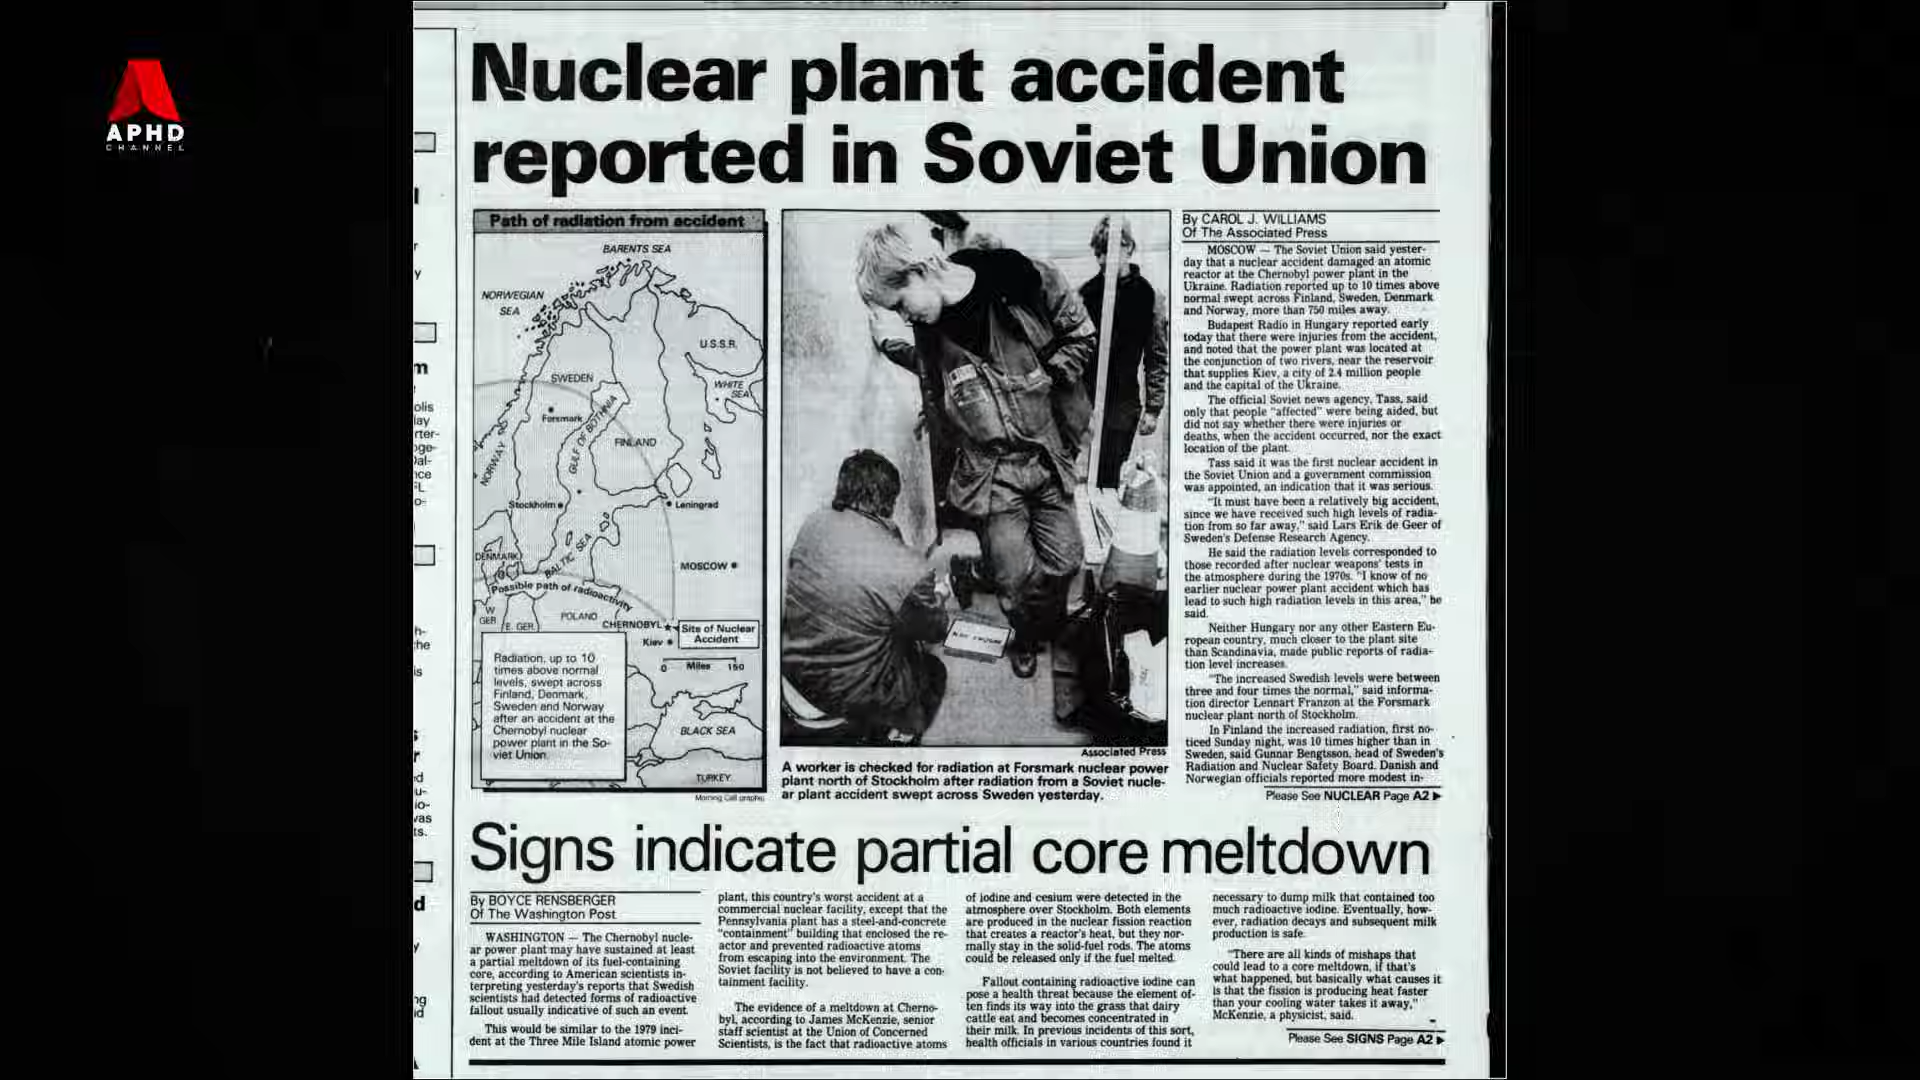 APHD
CHANNEL
Nuclear plant accident
reported in Soviet Union
Path of radiation from accident
BARENTS SEA
NORWEGIAN
SEA
U.S.S.R.
SWEDEN
WHITE
SEA
Forsmark
GULF OF BOTHNIA
FINLAND
NORWAY
Stockholm
Leningrad
DENMARK
BALTIC SEA
MOSCOW
Possible path of radioactivity
W
GER
E. GER.
POLAND
CHERNOBYL
Site of Nuclear
Accident
Kiev
0 Miles 150
Radiation, up to 10
times above normal
levels, swept across
Finland, Denmark,
Sweden and Norway
after an accident at the
Chernobyl nuclear
power plant in the So-
viet Union.
BLACK SEA
TURKEY
Morning Call graphic
Associated Press
A worker is checked for radiation at Forsmark nuclear power
plant north of Stockholm after radiation from a Soviet nucle-
ar plant accident swept across Sweden yesterday.
By CAROL J. WILLIAMS
Of The Associated Press
MOSCOW — The Soviet Union said yester-
day that a nuclear accident damaged an atomic
reactor at the Chernobyl power plant in the
Ukraine. Radiation reported up to 10 times above
normal swept across Finland, Sweden, Denmark
and Norway, more than 750 miles away.
Budapest Radio in Hungary reported early
today that there were injuries from the accident,
and noted that the power plant was located at
the conjunction of two rivers, near the reservoir
that supplies Kiev, a city of 2.4 million people
and the capital of the Ukraine.
The official Soviet news agency, Tass, said
only that people “affected” were being aided, but
did not say whether there were injuries or
deaths, when the accident occurred, nor the exact
location of the plant.
Tass said it was the first nuclear accident in
the Soviet Union and a government commission
was appointed, an indication that it was serious.
“It must have been a relatively big accident,
since we have received such high levels of radia-
tion from so far away,” said Lars Erik de Geer of
Sweden's Defense Research Agency.
He said the radiation levels corresponded to
those recorded after nuclear weapons' tests in
the atmosphere during the 1970s. “I know of no
earlier nuclear power plant accident which has
lead to such high radiation levels in this area,” he
said.
Neither Hungary nor any other Eastern Eu-
ropean country, much closer to the plant site
than Scandinavia, made public reports of radia-
tion level increases.
“The increased Swedish levels were between
three and four times the normal,” said informa-
tion director Lennart Franzon at the Forsmark
nuclear plant north of Stockholm.
In Finland the increased radiation, first no-
ticed Sunday night, was 10 times higher than in
Sweden, said Gunnar Bengtsson, head of Sweden's
Radiation and Nuclear Safety Board. Danish and
Norwegian officials reported more modest in-
Please See NUCLEAR Page A2 ▶
Signs indicate partial core meltdown
By BOYCE RENSBERGER
Of The Washington Post
WASHINGTON — The Chernobyl nucle-
ar power plant may have sustained at least
a partial meltdown of its fuel-containing
core, according to American scientists in-
terpreting yesterday's reports that Swedish
scientists had detected forms of radioactive
fallout usually indicative of such an event.
This would be similar to the 1979 inci-
dent at the Three Mile Island atomic power
plant, this country's worst accident at a
commercial nuclear facility, except that the
Pennsylvania plant has a steel-and-concrete
“containment” building that enclosed the re-
actor and prevented radioactive atoms
from escaping into the environment. The
Soviet facility is not believed to have a con-
tainment facility.
The evidence of a meltdown at Cherno-
byl, according to James McKenzie, senior
staff scientist at the Union of Concerned
Scientists, is the fact that radioactive atoms
of iodine and cesium were detected in the
atmosphere over Stockholm. Both elements
are produced in the nuclear fission reaction
that creates a reactor's heat, but they nor-
mally stay in the solid-fuel rods. The atoms
could be released only if the fuel melted.
Fallout containing radioactive iodine can
pose a health threat because the element of-
ten finds its way into the grass that dairy
cattle eat and becomes concentrated in
their milk. In previous incidents of this sort,
health officials in various countries found it
necessary to dump milk that contained too
much radioactive iodine. Eventually, how-
ever, radiation decays and subsequent milk
production is safe.
“There are all kinds of mishaps that
could lead to a core meltdown, if that's
what happened, but basically what causes it
is that the fission is producing heat faster
than your cooling water takes it away,”
McKenzie, a physicist, said.
Please See SIGNS Page A2 ▶